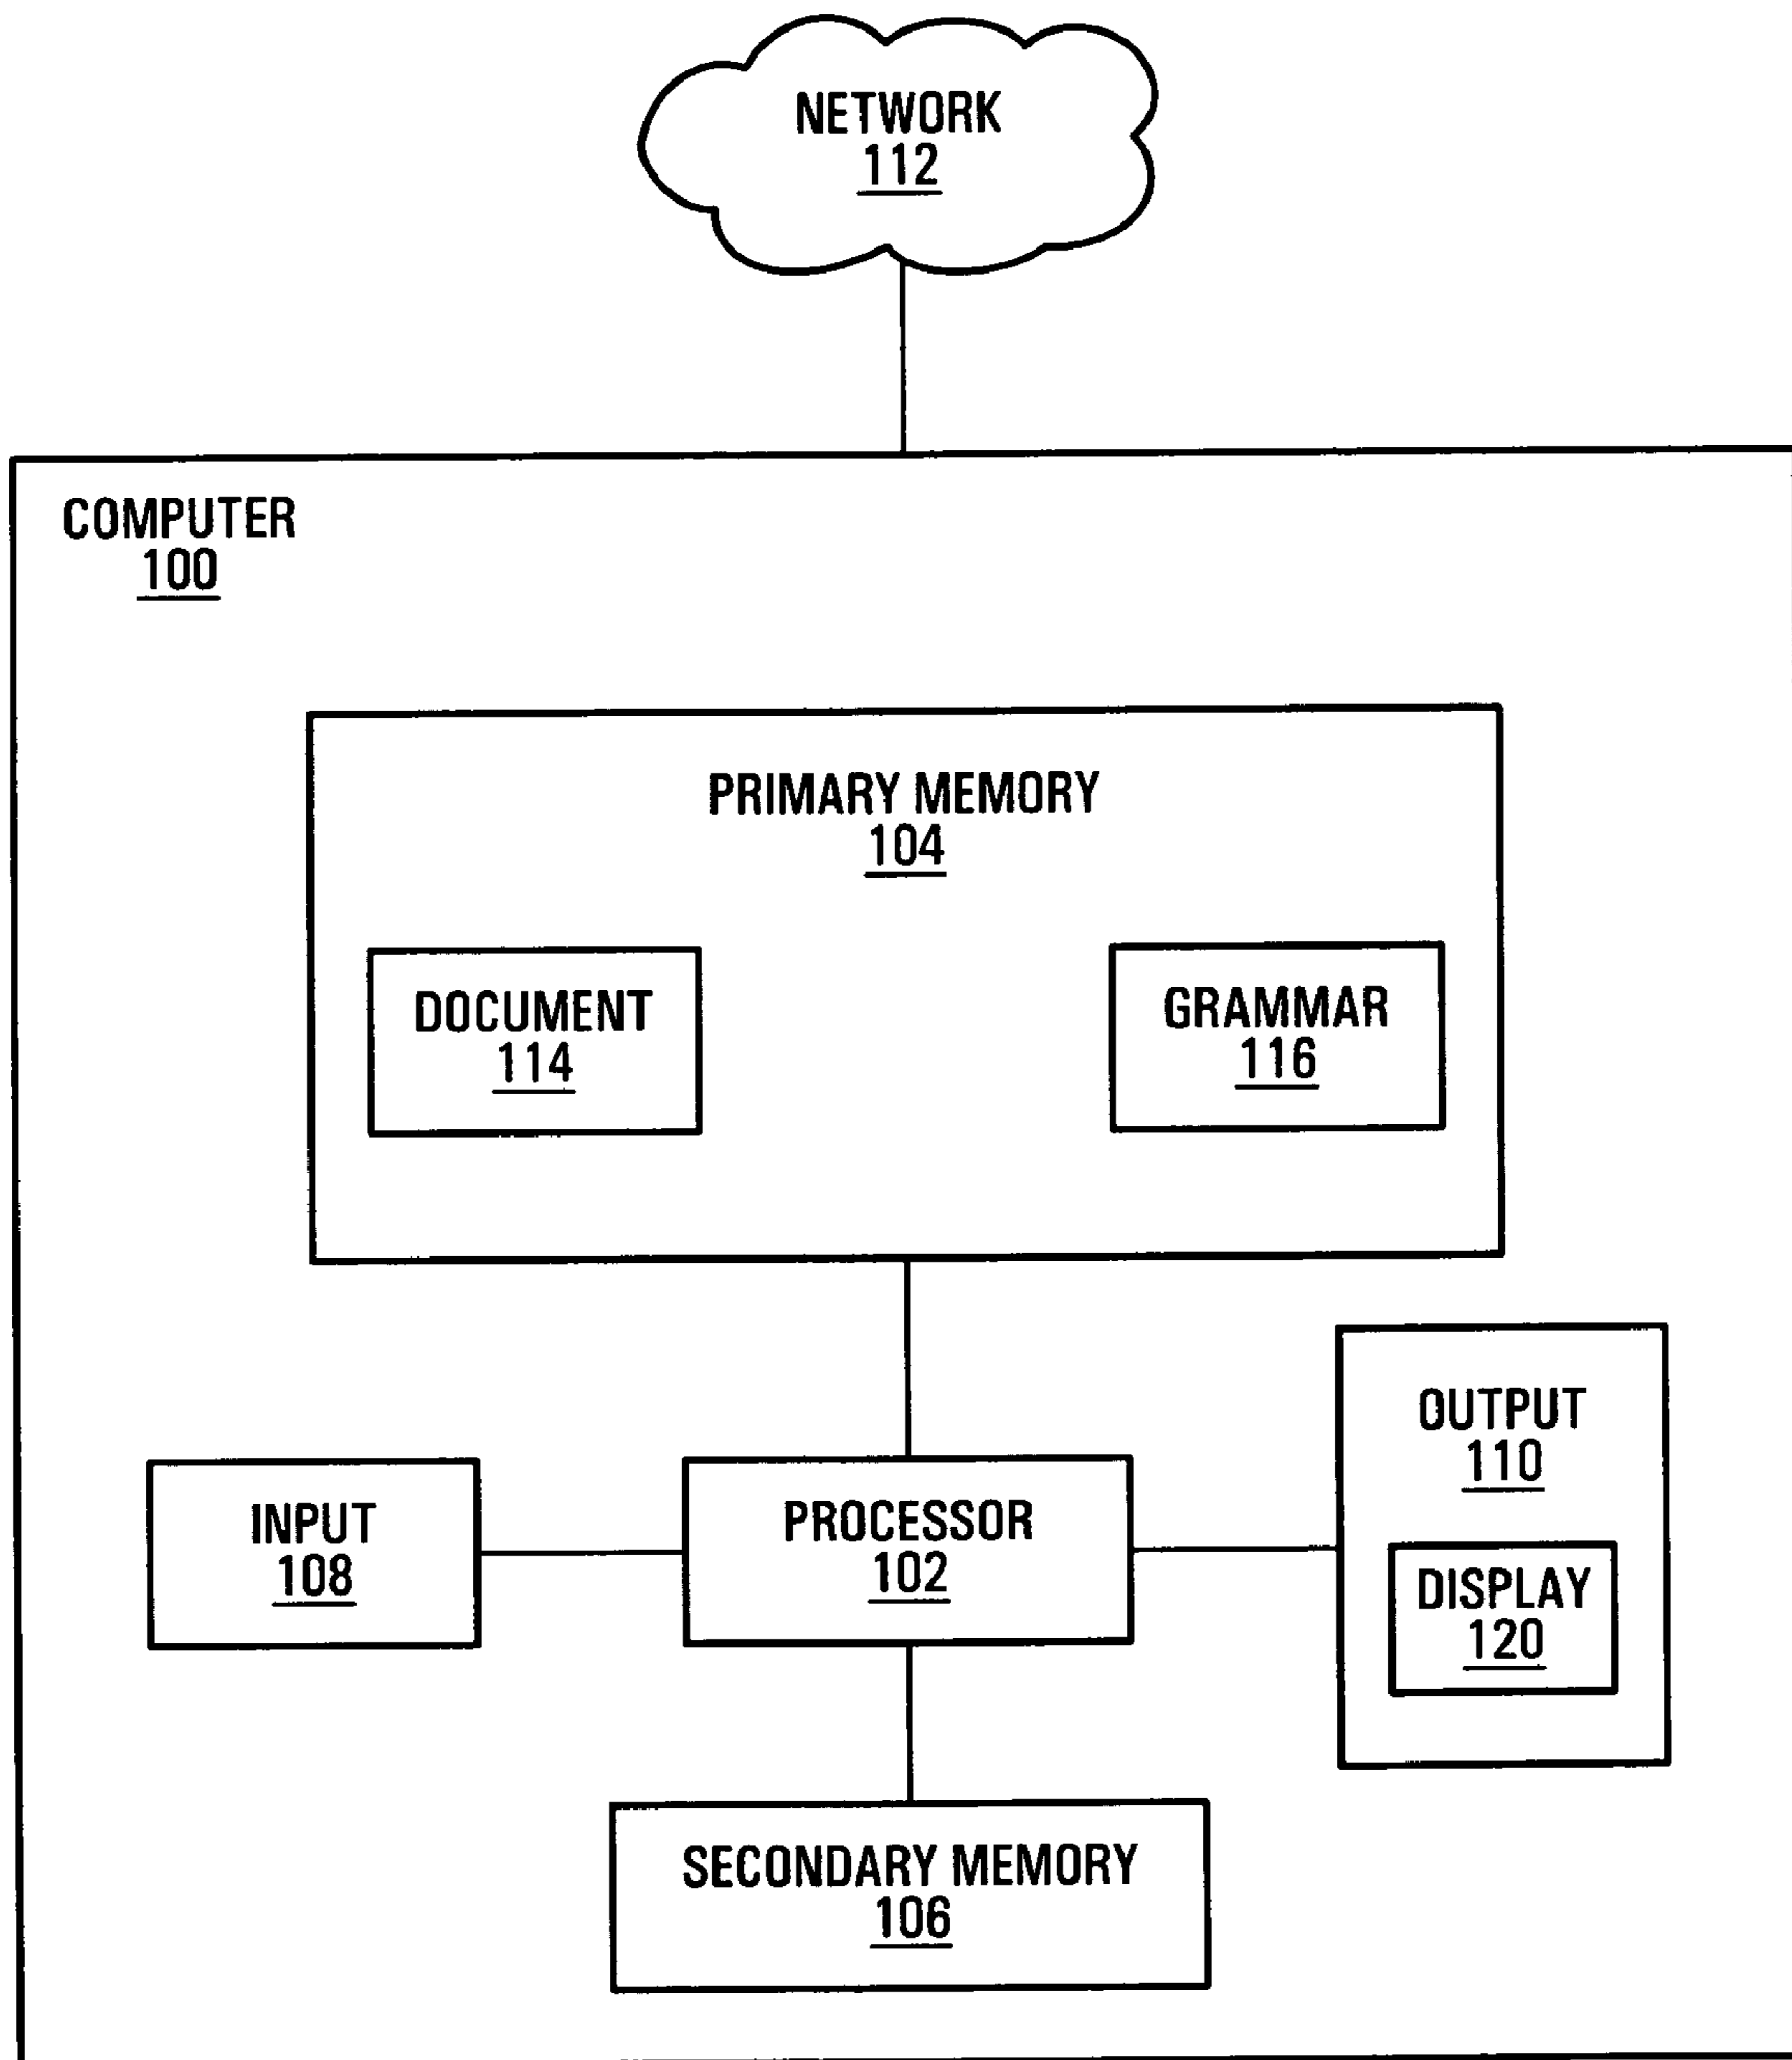 NETWORK
112
COMPUTER
100
PRIMARY MEMORY
104
DOCUMENT
114
GRAMMAR
116
OUTPUT
110
INPUT
108
PROCESSOR
102
DISPLAY
120
SECONDARY MEMORY
106